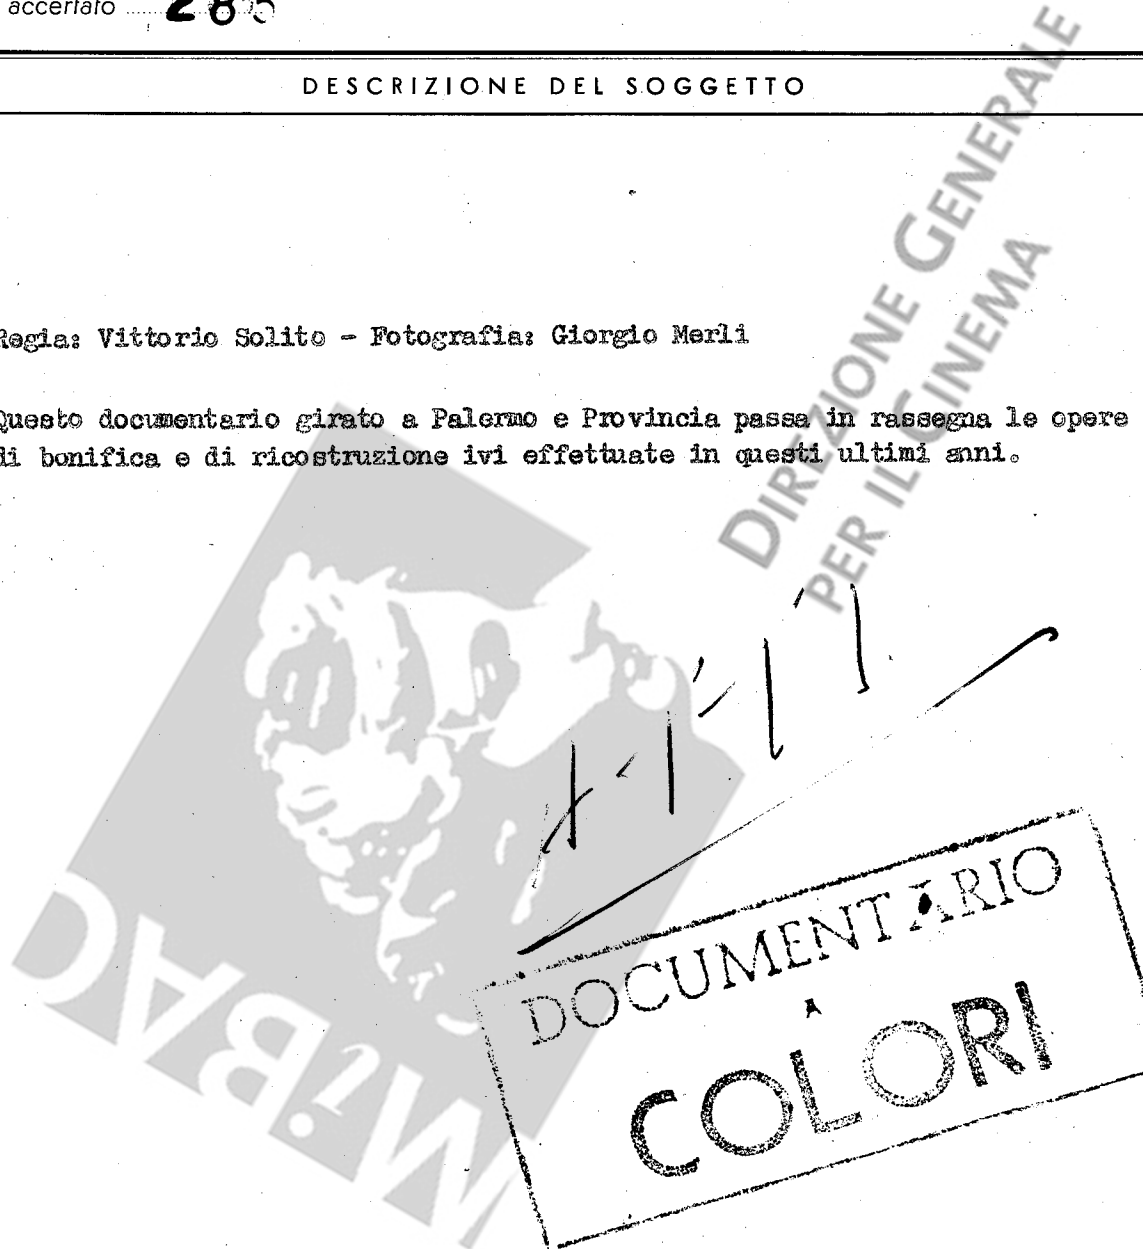 accertato 285
DESCRIZIONE DEL SOGGETTO
DIREZIONE GENERALE
PER IL CINEMA
Regia: Vittorio Solito - Fotografia: Giorgio Merli
Questo documentario girato a Palermo e Provincia passa in rassegna le opere
di bonifica e di ricostruzione ivi effettuate in questi ultimi anni.
DOCUMENTARIO
A
COLORI
MiBAC